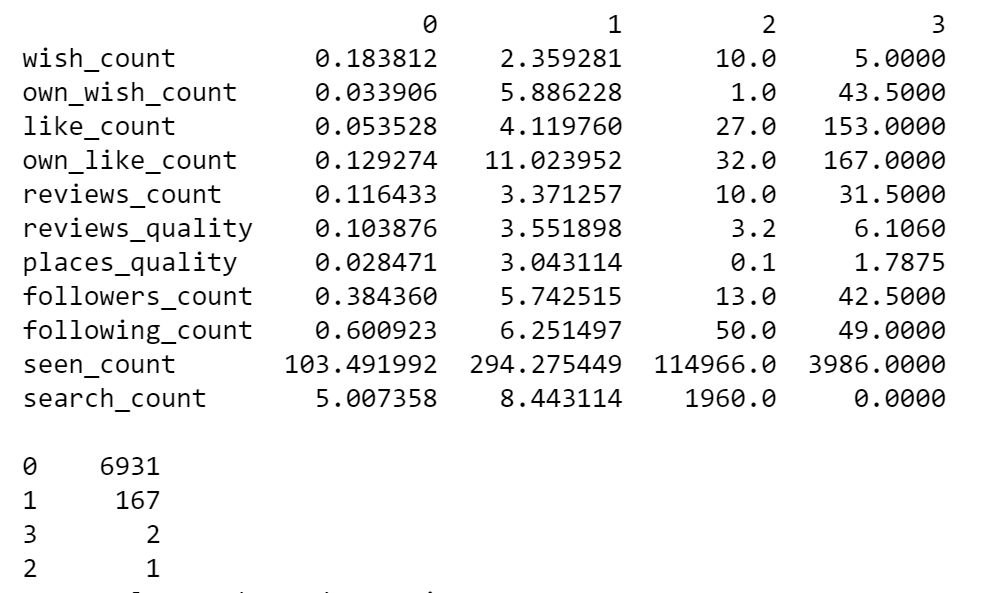 0 1 2 3
wish_count 0.183812 2.359281 10.0 5.0000
own_wish_count 0.033906 5.886228 1.0 43.5000
like_count 0.053528 4.119760 27.0 153.0000
own_like_count 0.129274 11.023952 32.0 167.0000
reviews_count 0.116433 3.371257 10.0 31.5000
reviews_quality 0.103876 3.551898 3.2 6.1060
places_quality 0.028471 3.043114 0.1 1.7875
followers_count 0.384360 5.742515 13.0 42.5000
following_count 0.600923 6.251497 50.0 49.0000
seen_count 103.491992 294.275449 114966.0 3986.0000
search_count 5.007358 8.443114 1960.0 0.0000
0 6931
1 167
3 2
2 1